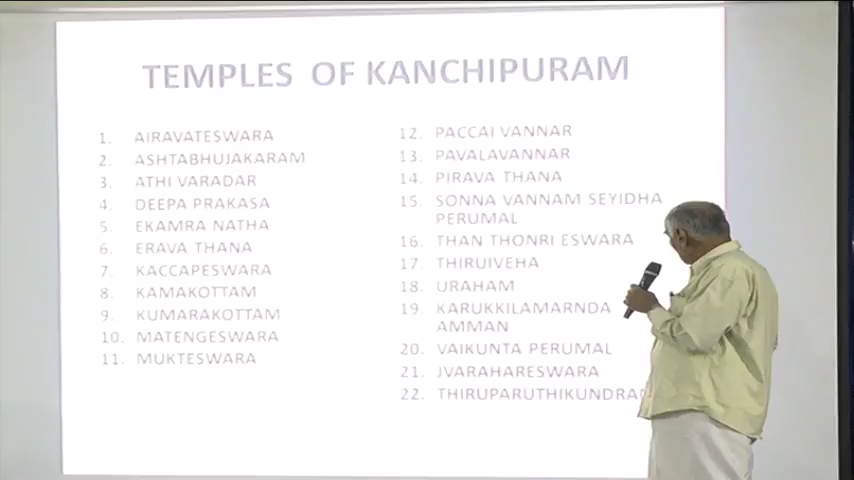 TEMPLES OF KANCHIPURAM
1. AIRAVATESWARA
2. ASHTABHUJAKARAM
3. ATHI VARADAR
4. DEEPA PRAKASA
5. EKAMRA NATHA
6. ERAVA THANA
7. KACCAPESWARA
8. KAMAKOTTAM
9. KUMARAKOTTAM
10. MATENGESWARA
11. MUKTESWARA
12. PACCAI VANNAR
13. PAVALAVANNAR
14. PIRAVA THANA
15. SONNA VANNAM SEYIDHA
PERUMAL
16. THAN THONRI ESWARA
17. THIRUIVEHA
18. URAHAM
19. KARUKKILAMARNDA
AMMAN
20. VAIKUNTA PERUMAL
21. JVARAHARESWARA
22.